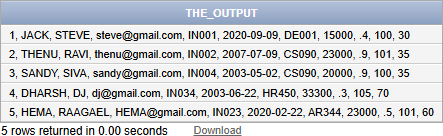 THE_OUTPUT
1, JACK, STEVE, steve@gmail.com, IN001, 2020-09-09, DE001, 15000, .4, 100, 30
2, THENU, RAVI, thenu@gmail.com, IN002, 2007-07-09, CS090, 23000, .9, 101, 35
3, SANDY, SIVA, sandy@gmail.com, IN004, 2003-05-02, CS090, 29000, .9, 100, 35
4, DHARSH, DJ, dj@gmail.com, IN034, 2003-06-22, HR450, 33300, .3, 105, 70
5, HEMA, RAAGAEL, HEMA@gmail.com, IN023, 2020-02-22, AR344, 23000, .5, 101, 60
5 rows returned in 0.00 seconds Download